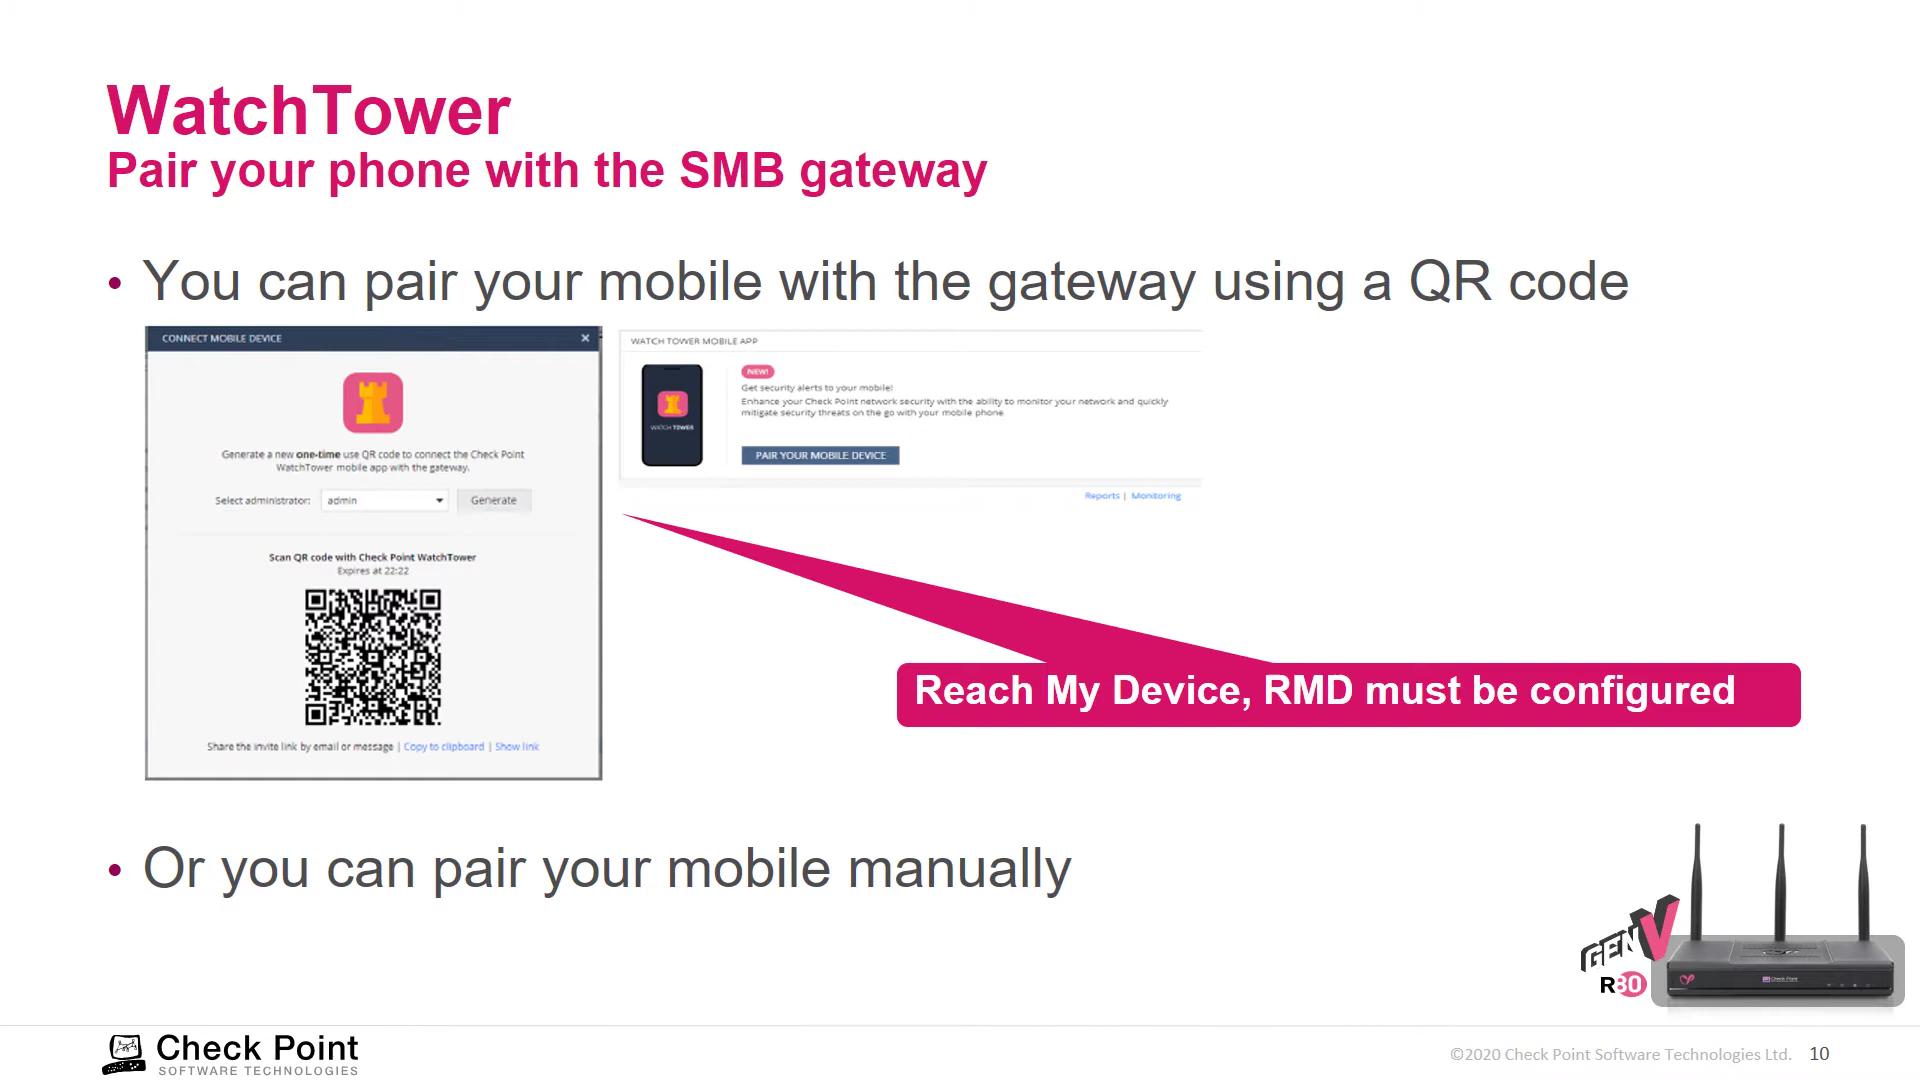 WatchTower
Pair your phone with the SMB gateway
• You can pair your mobile with the gateway using a QR code
CONNECT MOBILE DEVICE
Generate a new one-time use QR code to connect the Check Point
WatchTower mobile app with the gateway.
Select administrator: admin Generate
Scan QR code with Check Point WatchTower
Expires at 22:22
Share the invite link by email or message | Copy to clipboard | Show link
WATCH TOWER MOBILE APP
WATCH TOWER
NEW!
Get security alerts to your mobile!
Enhance your Check Point network security with the ability to monitor your network and quickly
mitigate security threats on the go with your mobile phone
PAIR YOUR MOBILE DEVICE
Reports | Monitoring
Reach My Device, RMD must be configured
• Or you can pair your mobile manually
GEN V
R80
Check Point
Check Point
SOFTWARE TECHNOLOGIES
©2020 Check Point Software Technologies Ltd. 10